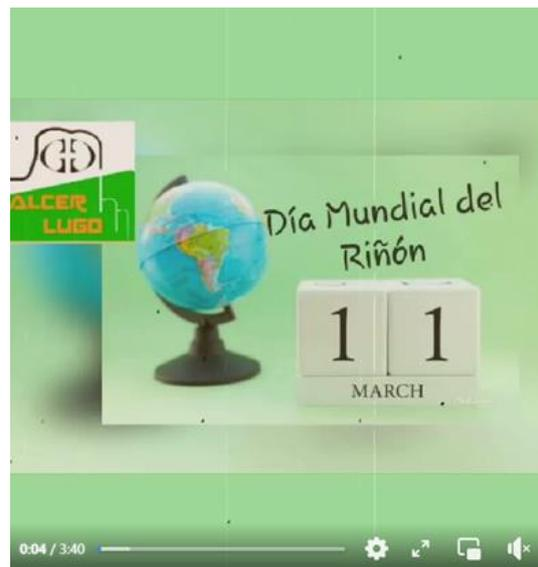 ALCER
LUGO
Día Mundial del
Riñón
1 1
MARCH
0:04 / 3:40